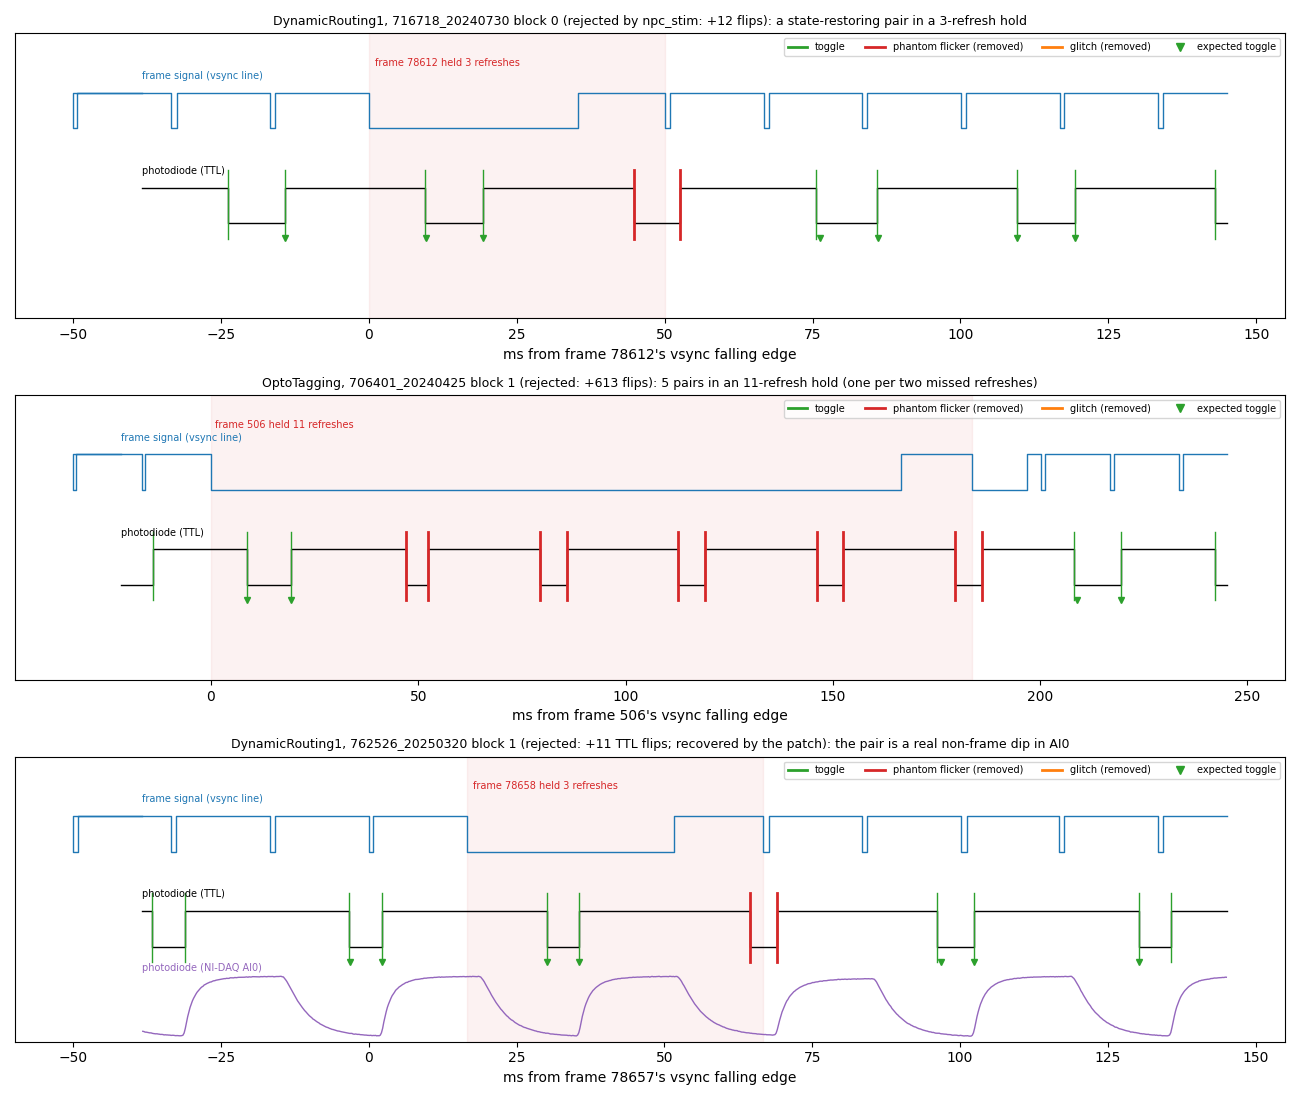 DynamicRouting1, 716718_20240730 block 0 (rejected by npc_stim: +12 flips): a state-restoring pair in a 3-refresh hold
toggle phantom flicker (removed) glitch (removed) expected toggle
frame 78612 held 3 refreshes
frame signal (vsync line)
photodiode (TTL)
−50 −25 0 25 50 75 100 125 150
ms from frame 78612's vsync falling edge
OptoTagging, 706401_20240425 block 1 (rejected: +613 flips): 5 pairs in an 11-refresh hold (one per two missed refreshes)
toggle phantom flicker (removed) glitch (removed) expected toggle
frame 506 held 11 refreshes
frame signal (vsync line)
photodiode (TTL)
0 50 100 150 200 250
ms from frame 506's vsync falling edge
DynamicRouting1, 762526_20250320 block 1 (rejected: +11 TTL flips; recovered by the patch): the pair is a real non-frame dip in AI0
toggle phantom flicker (removed) glitch (removed) expected toggle
frame 78658 held 3 refreshes
frame signal (vsync line)
photodiode (TTL)
photodiode (NI-DAQ AI0)
−50 −25 0 25 50 75 100 125 150
ms from frame 78657's vsync falling edge